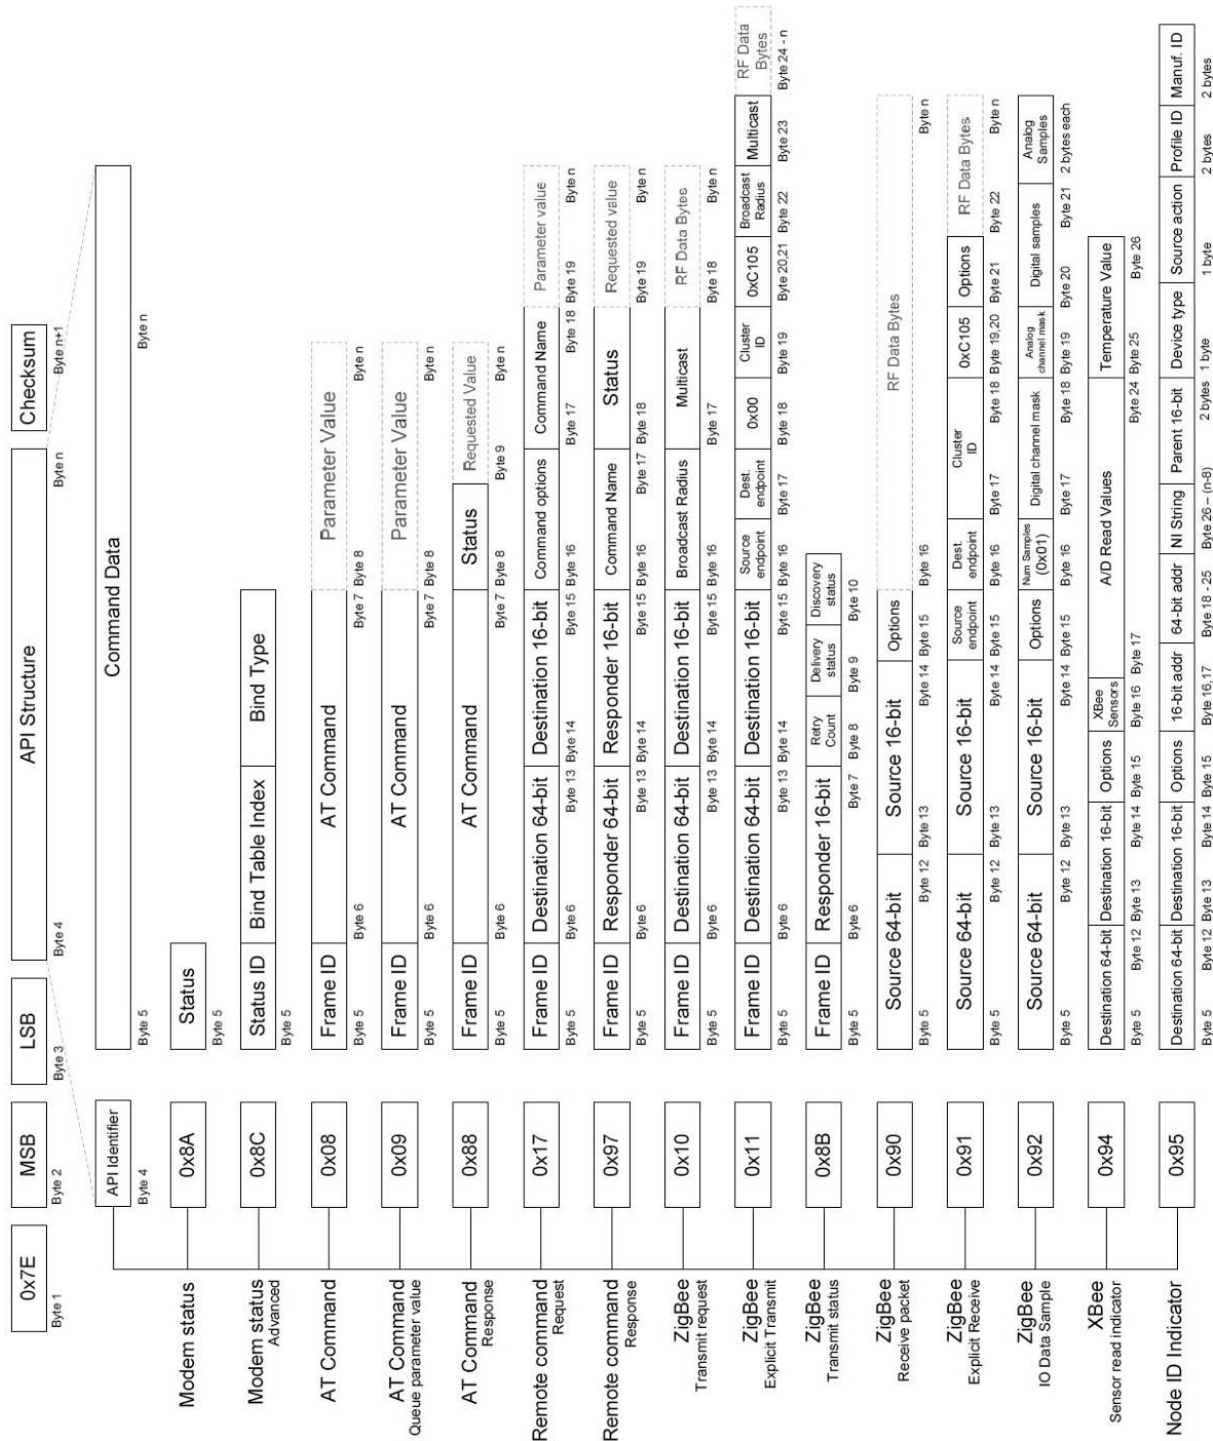 0x7E MSB LSB API Structure Checksum
Byte 1 Byte 2 Byte 3 Byte 4 Byte n Byte n+1
API Identifier Command Data
Byte 4 Byte 5 Byte n
Modem status 0x8A Status
Byte 5
Modem status 0x8C Status ID Bind Table Index Bind Type
Advanced Byte 5
AT Command 0x08 Frame ID AT Command Parameter Value
Byte 5 Byte 6 Byte 7 Byte 8 Byte n
AT Command 0x09 Frame ID AT Command Parameter Value
Queue parameter value Byte 5 Byte 6 Byte 7 Byte 8 Byte n
AT Command 0x88 Frame ID AT Command Status Requested Value
Response Byte 5 Byte 6 Byte 7 Byte 8 Byte 9 Byte n
Remote command 0x17 Frame ID Destination 64-bit Destination 16-bit Command options Command Name Parameter value
Request Byte 5 Byte 6 Byte 13 Byte 14 Byte 15 Byte 16 Byte 17 Byte 18 Byte 19 Byte n
Remote command 0x97 Frame ID Responder 64-bit Responder 16-bit Command Name Status Requested value
Response Byte 5 Byte 6 Byte 13 Byte 14 Byte 15 Byte 16 Byte 17 Byte 18 Byte 19 Byte n
ZigBee 0x10 Frame ID Destination 64-bit Destination 16-bit Broadcast Radius Multicast RF Data Bytes
Transmit request Byte 5 Byte 6 Byte 13 Byte 14 Byte 15 Byte 16 Byte 17 Byte 18 Byte n
ZigBee 0x11 Frame ID Destination 64-bit Destination 16-bit Source endpoint Dest. endpoint 0x00 Cluster ID 0xC105 Broadcast Radius Multicast RF Data Bytes
Explicit Transmit Byte 5 Byte 6 Byte 13 Byte 14 Byte 15 Byte 16 Byte 17 Byte 18 Byte 19 Byte 20,21 Byte 22 Byte 23 Byte 24 - n
ZigBee 0x8B Frame ID Responder 16-bit Retry Count Delivery status Discovery status
Transmit status Byte 5 Byte 6 Byte 7 Byte 8 Byte 9 Byte 10
ZigBee 0x90 Source 64-bit Source 16-bit Options RF Data Bytes
Receive packet Byte 5 Byte 12 Byte 13 Byte 14 Byte 15 Byte 16 Byte n
ZigBee 0x91 Source 64-bit Source 16-bit Source endpoint Dest. endpoint Cluster ID 0xC105 Options RF Data Bytes
Explicit Receive Byte 5 Byte 12 Byte 13 Byte 14 Byte 15 Byte 16 Byte 17 Byte 18 Byte 19,20 Byte 21 Byte 22 Byte n
ZigBee 0x92 Source 64-bit Source 16-bit Options Num Samples (0x01) Digital channel mask Analog channel mask Digital samples Analog Samples
IO Data Sample Byte 5 Byte 12 Byte 13 Byte 14 Byte 15 Byte 16 Byte 17 Byte 18 Byte 19 Byte 20 Byte 21 2 bytes each
XBee 0x94 Destination 64-bit Destination 16-bit Options XBee Sensors A/D Read Values Temperature Value
Sensor read indicator Byte 5 Byte 12 Byte 13 Byte 14 Byte 15 Byte 16 Byte 17 Byte 24 Byte 25 Byte 26
Node ID Indicator 0x95 Destination 64-bit Destination 16-bit Options 16-bit addr 64-bit addr NI String Parent 16-bit Device type Source action Profile ID Manuf. ID
Byte 5 Byte 12 Byte 13 Byte 14 Byte 15 Byte 16,17 Byte 18 - 25 Byte 26 – (n-8) 2 bytes 1 byte 1 byte 2 bytes 2 bytes